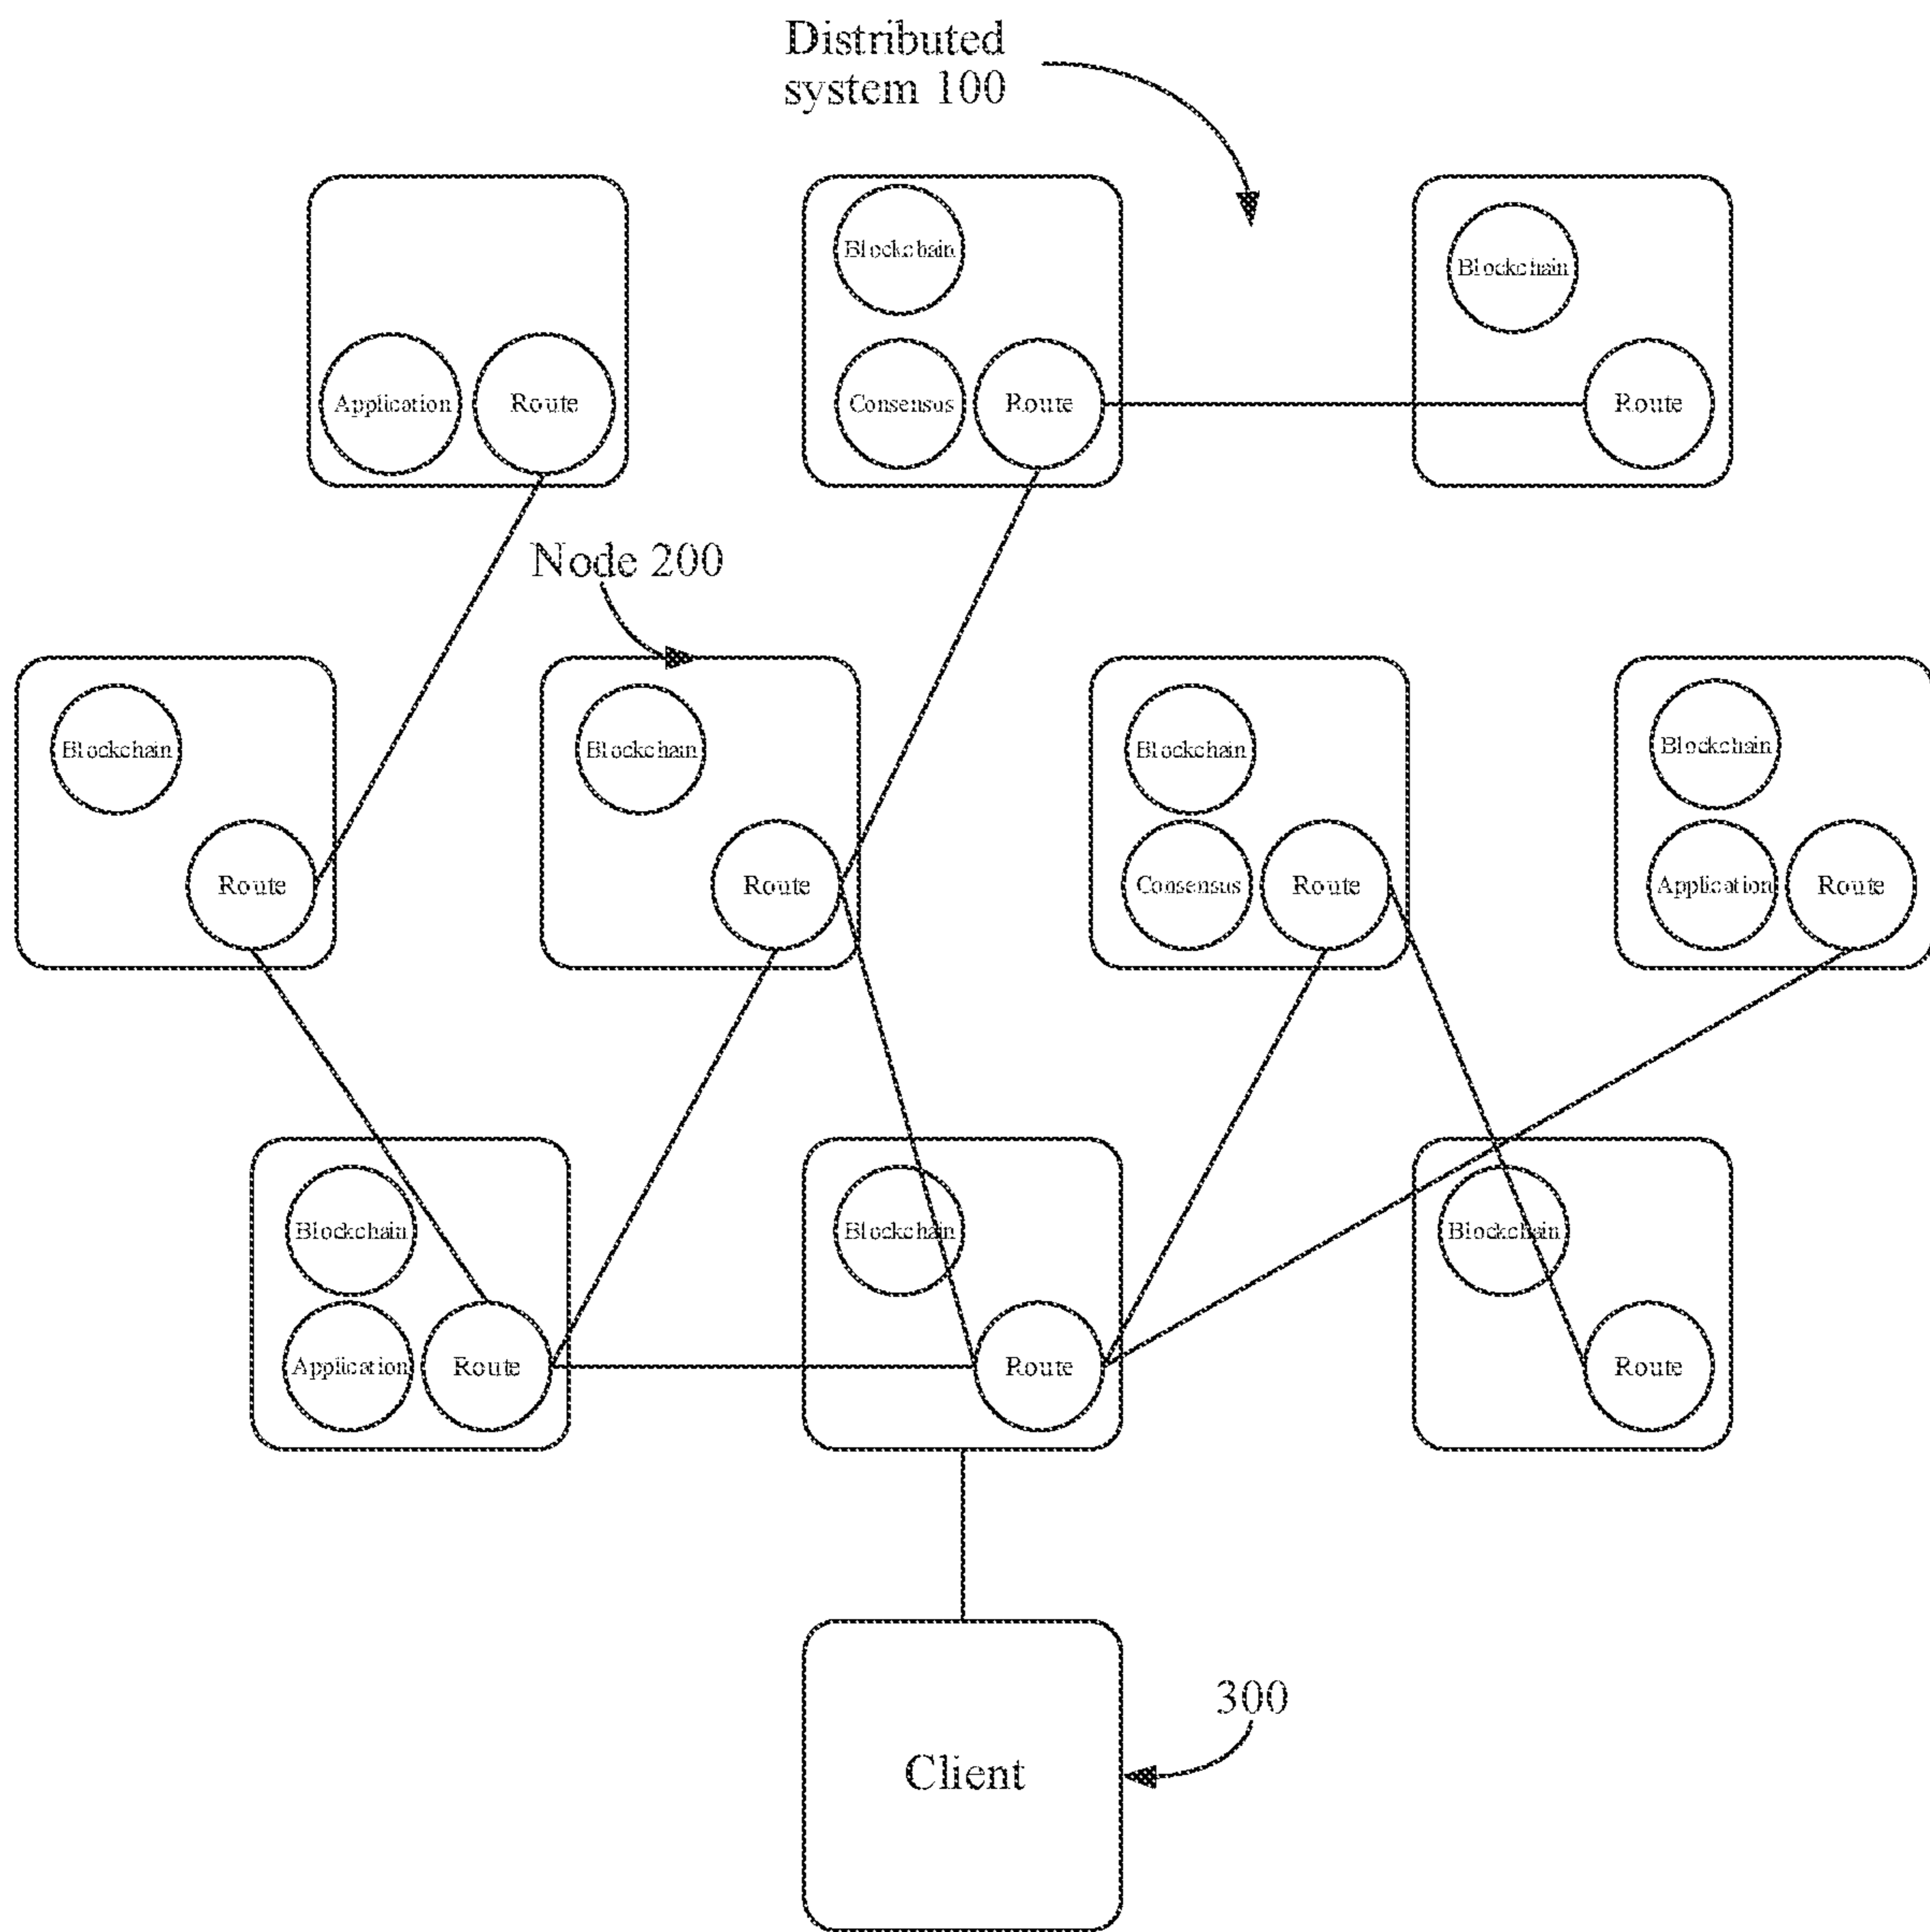 Distributed
system 100
Blockchain
Blockchain
Application
Route
Consensus
Route
Route
Node 200
Blockchain
Blockchain
Blockchain
Blockchain
Route
Route
Consensus
Route
Application
Route
Blockchain
Blockchain
Blockchain
Application
Route
Route
Route
300
Client